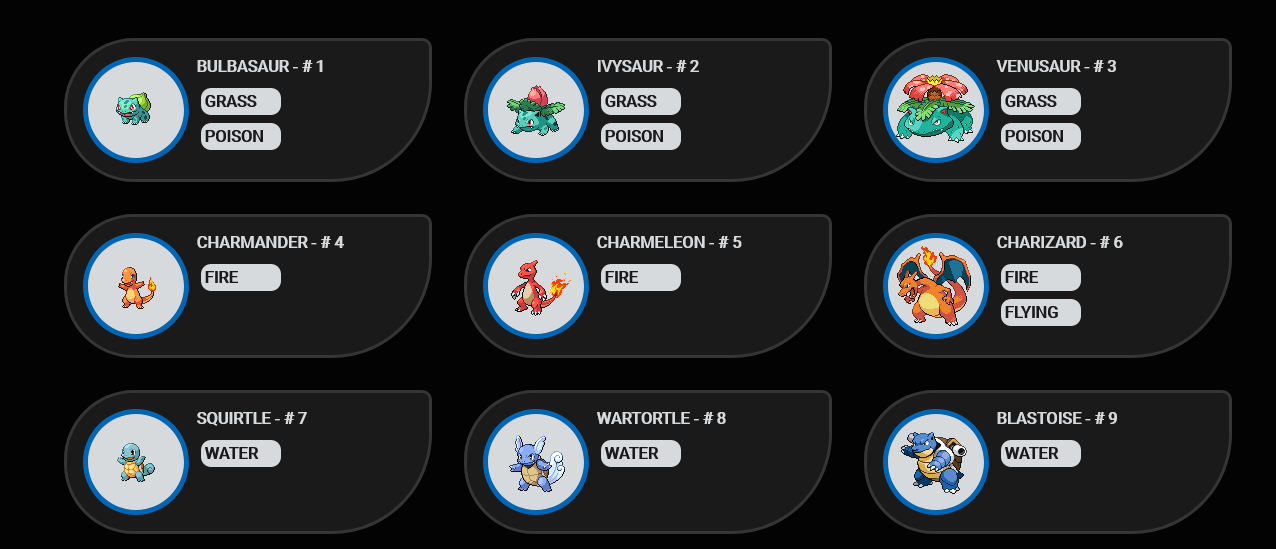 BULBASAUR - # 1
GRASS
POISON
IVYSAUR - # 2
GRASS
POISON
VENUSAUR - # 3
GRASS
POISON
CHARMANDER - # 4
FIRE
CHARMELEON - # 5
FIRE
CHARIZARD - # 6
FIRE
FLYING
SQUIRTLE - # 7
WATER
WARTORTLE - # 8
WATER
BLASTOISE - # 9
WATER